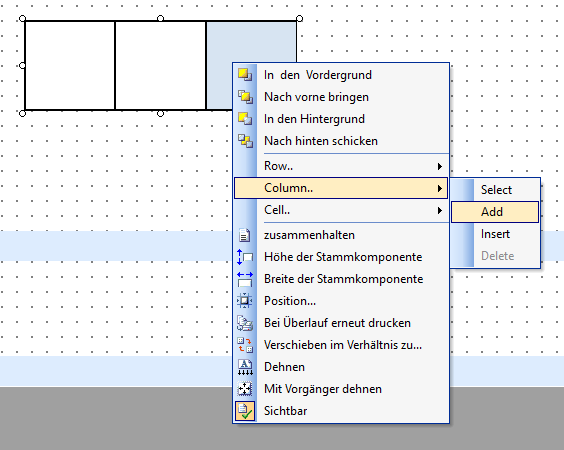 In den Vordergrund
Nach vorne bringen
In den Hintergrund
Nach hinten schicken
Row..
Column..
Cell..
zusammenhalten
Höhe der Stammkomponente
Breite der Stammkomponente
Position...
Bei Überlauf erneut drucken
Verschieben im Verhältnis zu...
Dehnen
Mit Vorgänger dehnen
Sichtbar
Select
Add
Insert
Delete